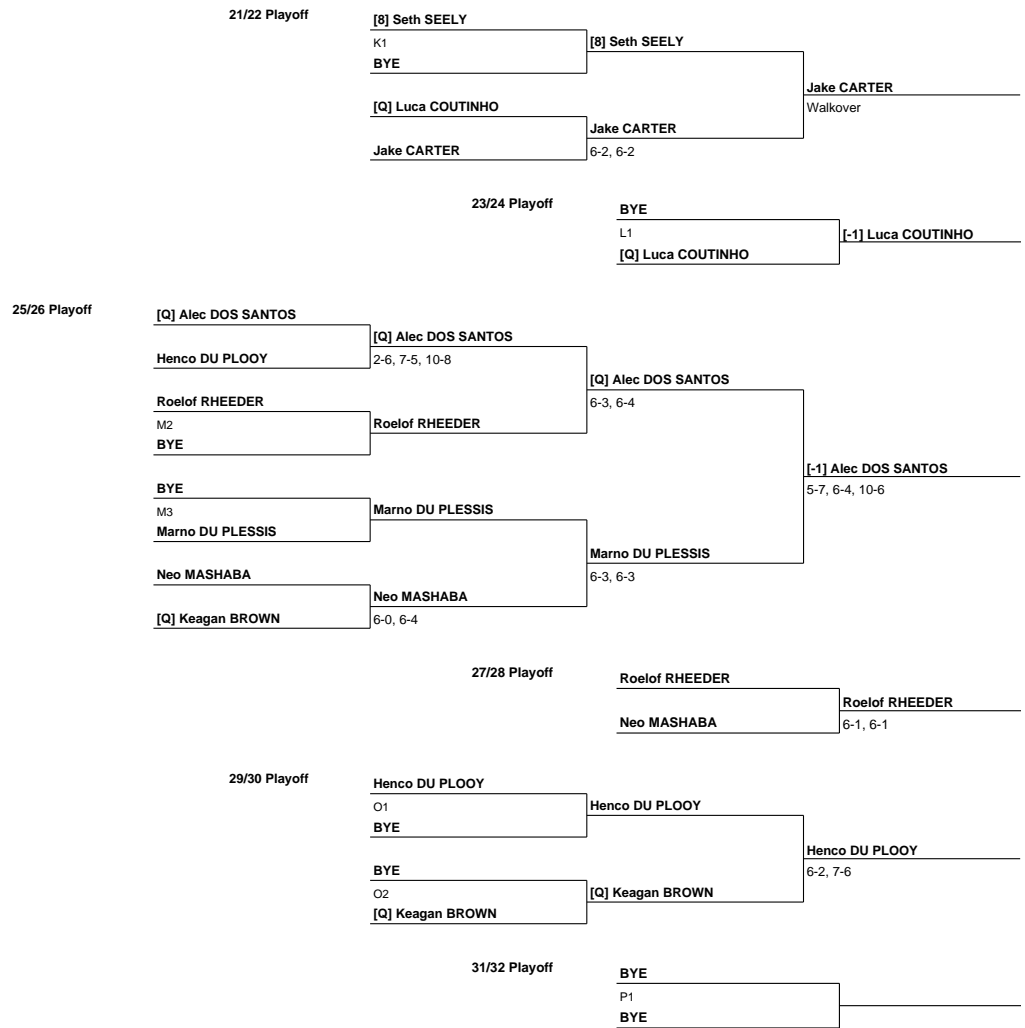 21/22 Playoff
[8] Seth SEELY
K1
BYE
[8] Seth SEELY
[Q] Luca COUTINHO
Jake CARTER
Jake CARTER
6-2, 6-2
Jake CARTER
Walkover
23/24 Playoff
BYE
L1
[Q] Luca COUTINHO
[-1] Luca COUTINHO
25/26 Playoff
[Q] Alec DOS SANTOS
Henco DU PLOOY
[Q] Alec DOS SANTOS
2-6, 7-5, 10-8
Roelof RHEEDER
M2
BYE
Roelof RHEEDER
[Q] Alec DOS SANTOS
6-3, 6-4
BYE
M3
Marno DU PLESSIS
Marno DU PLESSIS
Neo MASHABA
[Q] Keagan BROWN
Neo MASHABA
6-0, 6-4
Marno DU PLESSIS
6-3, 6-3
[-1] Alec DOS SANTOS
5-7, 6-4, 10-6
27/28 Playoff
Roelof RHEEDER
Neo MASHABA
Roelof RHEEDER
6-1, 6-1
29/30 Playoff
Henco DU PLOOY
O1
BYE
Henco DU PLOOY
BYE
O2
[Q] Keagan BROWN
[Q] Keagan BROWN
Henco DU PLOOY
6-2, 7-6
31/32 Playoff
BYE
P1
BYE